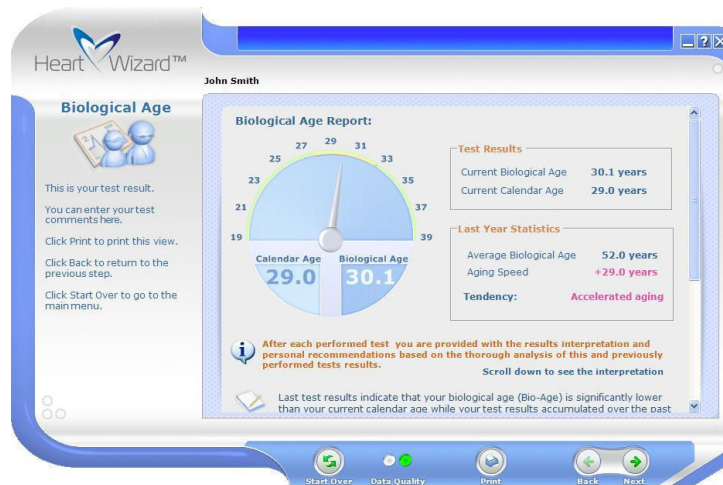 Heart Wizard™
John Smith
Biological Age
This is your test result.
You can enter your test
comments here.
Click Print to print this view.
Click Back to return to the
previous step.
Click Start Over to go to the
main menu.
Biological Age Report:
19
21
23
25
27
29
31
33
35
37
39
Calendar Age
29.0
Biological Age
30.1
Test Results
Current Biological Age 30.1 years
Current Calendar Age 29.0 years
Last Year Statistics
Average Biological Age 52.0 years
Aging Speed +29.0 years
Tendency: Accelerated aging
After each performed test you are provided with the results interpretation and
personal recommendations based on the thorough analysis of this and previously
performed tests results.
Scroll down to see the interpretation
Last test results indicate that your biological age (Bio-Age) is significantly lower
than your current calendar age while your test results accumulated over the past
Start Over
Data Quality
Print
Back
Next